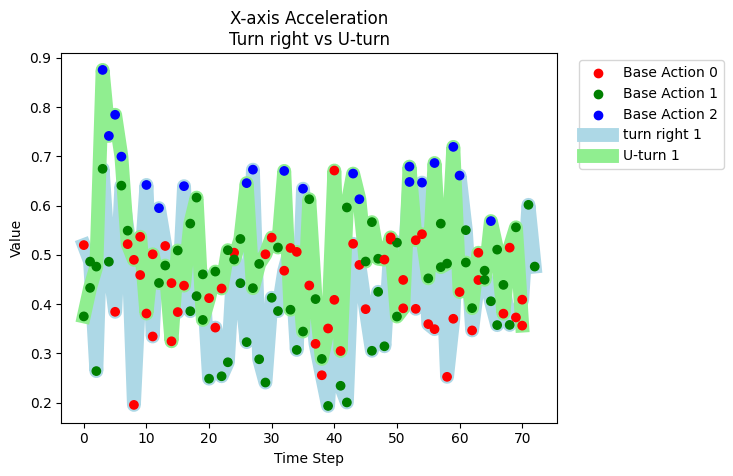 X-axis Acceleration
Turn right vs U-turn
Value
0.9
0.8
0.7
0.6
0.5
0.4
0.3
0.2
0 10 20 30 40 50 60 70
Time Step
Base Action 0
Base Action 1
Base Action 2
turn right 1
U-turn 1